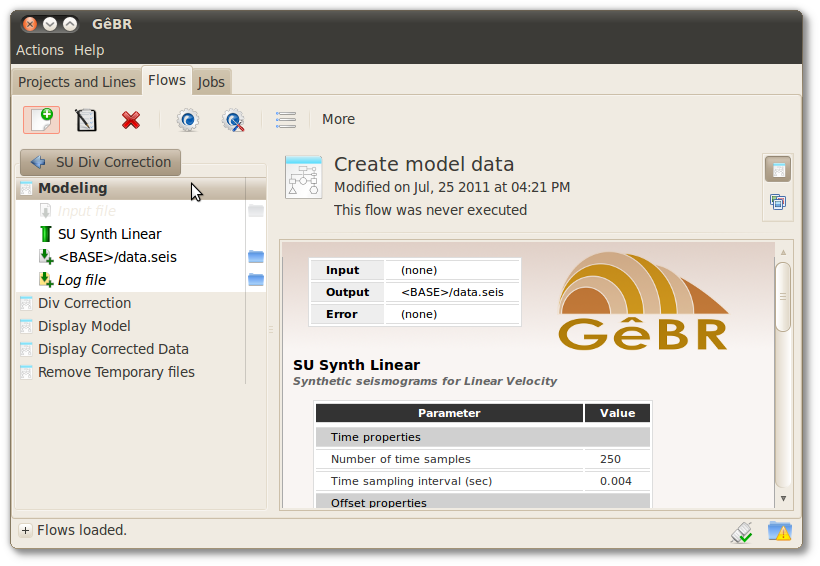 GêBR
Actions Help
Projects and Lines Flows Jobs
More
SU Div Correction
Modeling
Input file
SU Synth Linear
<BASE>/data.seis
Log file
Div Correction
Display Model
Display Corrected Data
Remove Temporary files
Create model data
Modified on Jul, 25 2011 at 04:21 PM
This flow was never executed
Input (none)
Output <BASE>/data.seis
Error (none)
GêBR
SU Synth Linear
Synthetic seismograms for Linear Velocity
Parameter Value
Time properties
Number of time samples 250
Time sampling interval (sec) 0.004
Offset properties
Flows loaded.